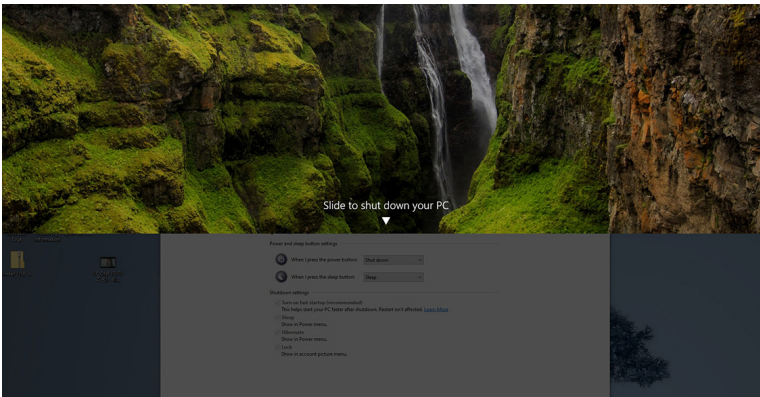 Slide to shut down your PC
Power and sleep button settings
When I press the power button: Shut down
When I press the sleep button: Sleep
Shutdown settings
Turn on fast startup (recommended)
This helps start your PC faster after shutdown. Restart isn't affected. Learn More
Sleep
Show in Power menu.
Hibernate
Show in Power menu.
Lock
Show in account picture menu.